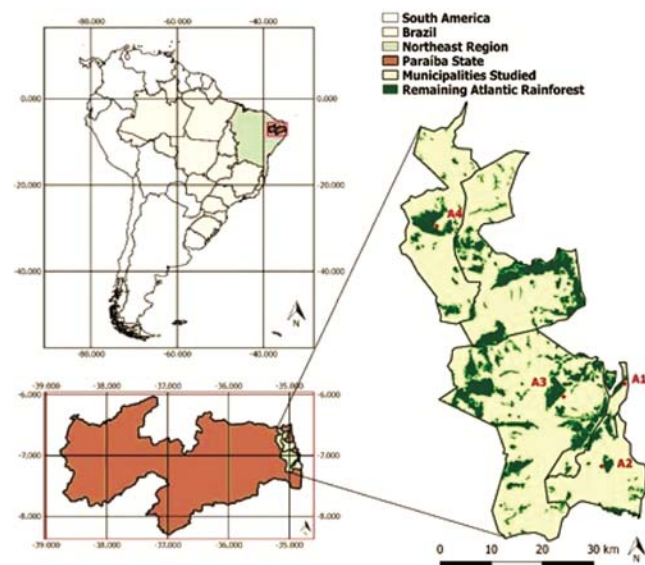 South America
Brazil
Northeast Region
Paraíba State
Municipalities Studied
Remaining Atlantic Rainforest
-80.000 -60.000 -40.000
0.000 0.000
-20.000 -20.000
-40.000 -40.000
N
-80.000 -60.000 -40.000
A4
A3
A1
A2
-39.000 -38.000 -37.000 -36.000 -35.000
-6.000 -6.000
-7.000 -7.000
-8.000 -8.000
N
-39.000 -38.000 -37.000 -36.000 -35.000
0 10 20 30 km
N